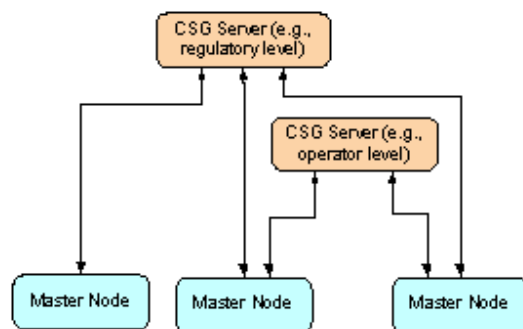 CSG Server (e.g.,
regulatory level)
CSG Server (e.g.,
operator level)
Master Node
Master Node
Master Node